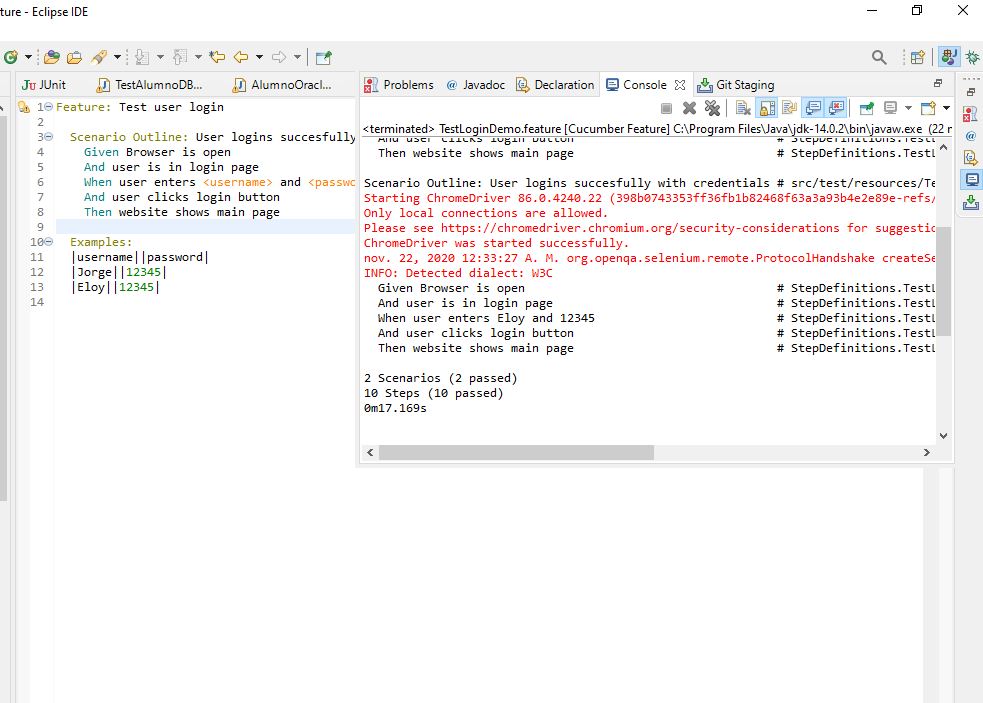 ture - Eclipse IDE
JUnit
TestAlumnoDB...
AlumnoOracl...
1 Feature: Test user login
2
3 Scenario Outline: User logins succesfully
4 Given Browser is open
5 And user is in login page
6 When user enters <username> and <passwo
7 And user clicks login button
8 Then website shows main page
9
10 Examples:
11 |username||password|
12 |Jorge||12345|
13 |Eloy||12345|
14
Problems
@ Javadoc
Declaration
Console
Git Staging
<terminated> TestLoginDemo.feature [Cucumber Feature] C:\Program Files\Java\jdk-14.0.2\bin\javaw.exe (22 n
And user clicks login button # StepDefinitions.TestL
Then website shows main page # StepDefinitions.TestL
Scenario Outline: User logins succesfully with credentials # src/test/resources/Te
Starting ChromeDriver 86.0.4240.22 (398b0743353ff36fb1b82468f63a3a93b4e2e89e-refs/
Only local connections are allowed.
Please see https://chromedriver.chromium.org/security-considerations for suggestio
ChromeDriver was started successfully.
nov. 22, 2020 12:33:27 A. M. org.openqa.selenium.remote.ProtocolHandshake createSe
INFO: Detected dialect: W3C
Given Browser is open # StepDefinitions.TestL
And user is in login page # StepDefinitions.TestL
When user enters Eloy and 12345 # StepDefinitions.TestL
And user clicks login button # StepDefinitions.TestL
Then website shows main page # StepDefinitions.TestL
2 Scenarios (2 passed)
10 Steps (10 passed)
0m17.169s